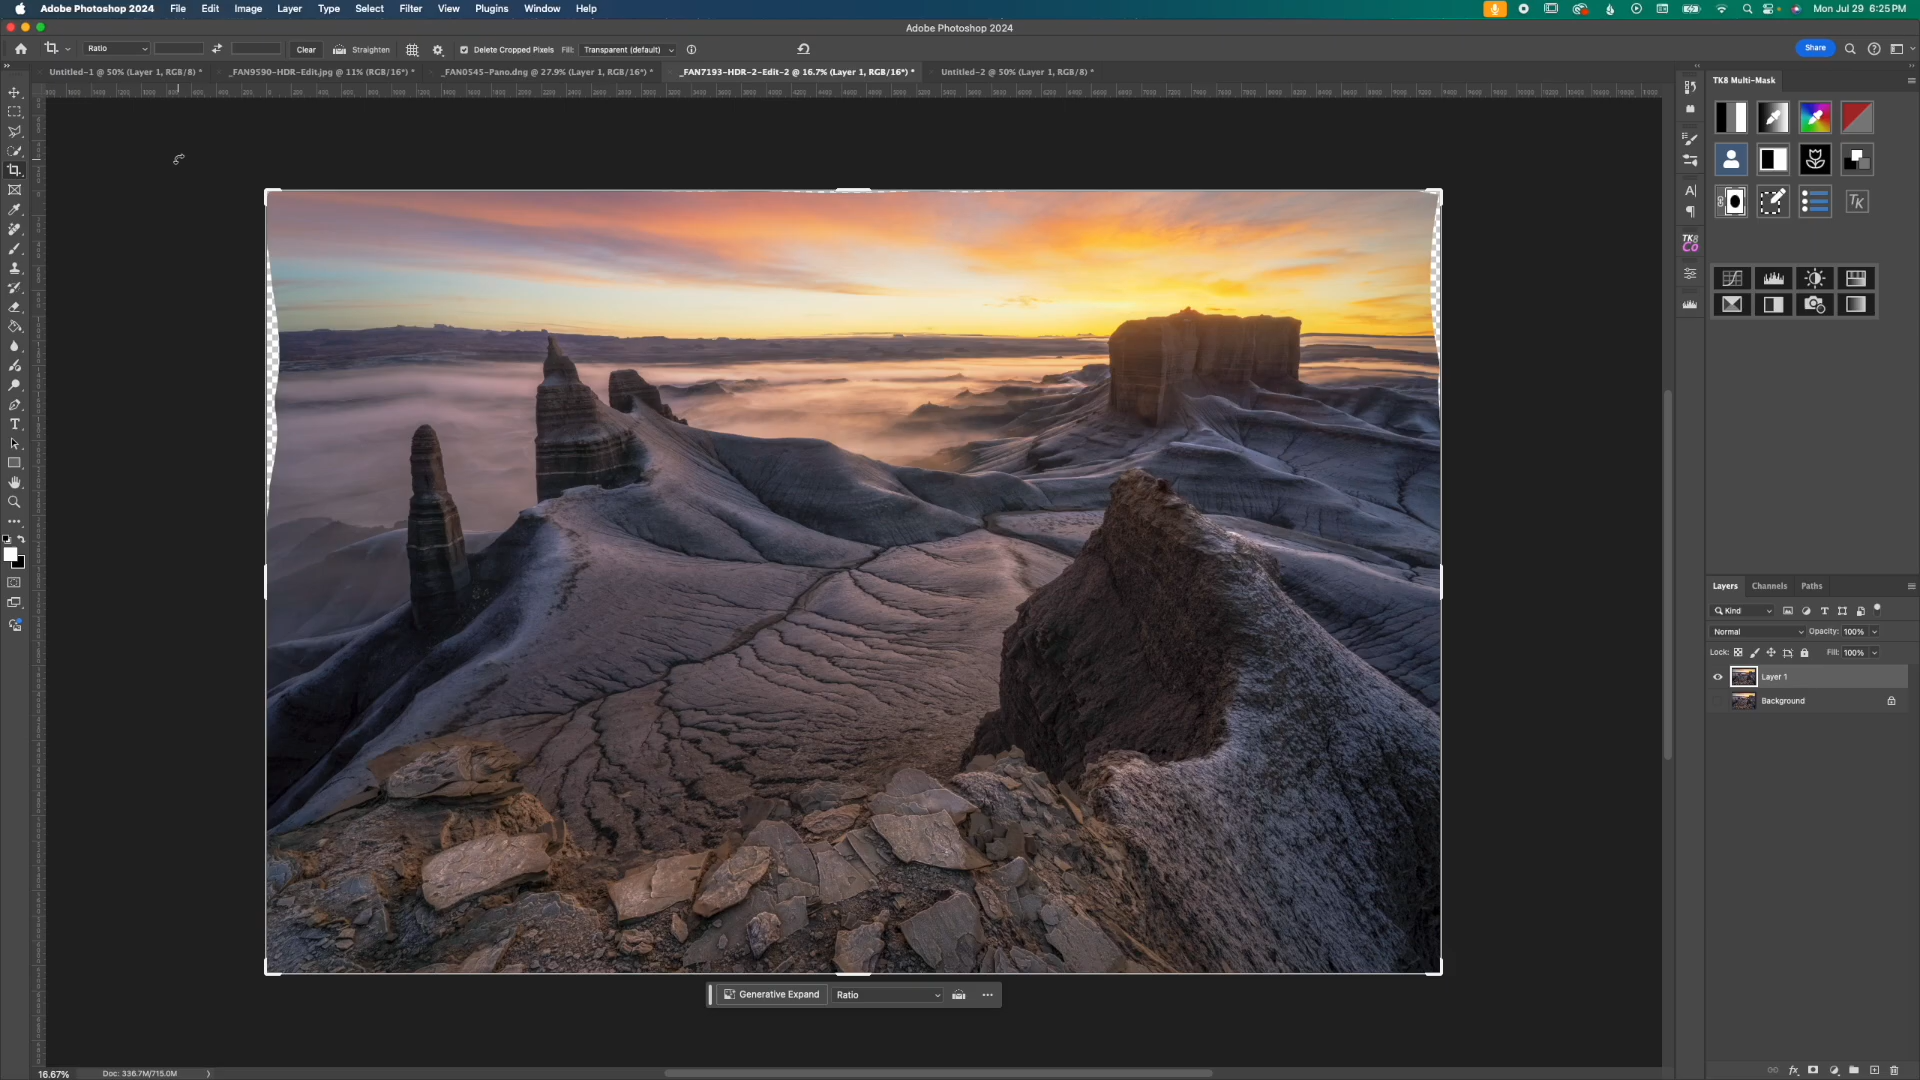 Adobe Photoshop 2024 File Edit Image Layer Type Select Filter View Plugins Window Help Mon Jul 29 6:25 PM
Adobe Photoshop 2024
Ratio Clear Straighten Delete Cropped Pixels Fill: Transparent (default) Share
Untitled-1 @ 50% (Layer 1, RGB/8) * _FAN9590-HDR-Edit.jpg @ 11% (RGB/16*) * _FAN0545-Pano.dng @ 27.9% (Layer 1, RGB/16*) * _FAN7193-HDR-2-Edit-2 @ 16.7% (Layer 1, RGB/16*) * Untitled-2 @ 50% (Layer 1, RGB/8) *
TK8 Multi-Mask
TK
TK8
Co
Layers Channels Paths
Kind
Normal Opacity: 100%
Lock: Fill: 100%
Layer 1
Background
Generative Expand Ratio
16.67% Doc: 336.7M/715.0M